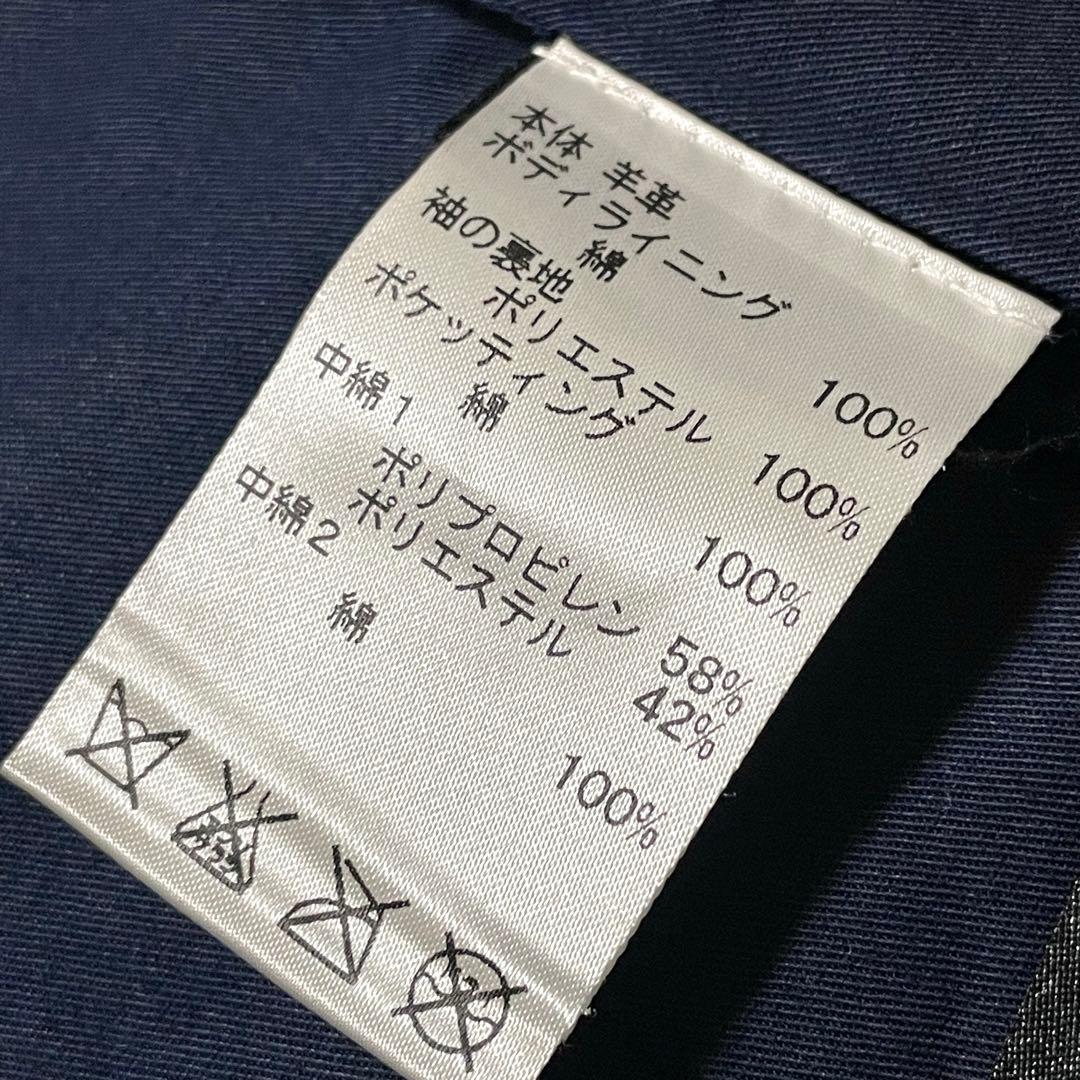 本体 羊革
ボディライニング
綿 100%
袖の裏地
ポリエステル 100%
ポケッティング
綿 100%
中綿1
ポリプロピレン 58%
ポリエステル 42%
中綿2
綿 100%